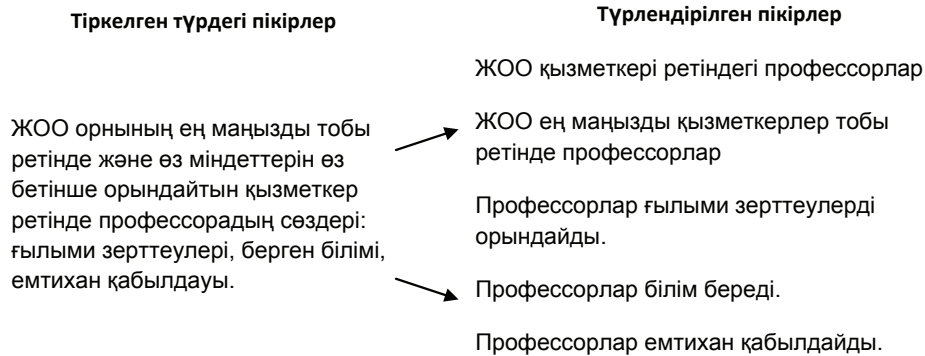 Тіркелген түрдегі пікірлер
ЖОО орнының ең маңызды тобы
ретінде және өз міндеттерін өз
бетінше орындайтын қызметкер
ретінде профессорадың сөздері:
ғылыми зерттеулері, берген білімі,
емтихан қабылдауы.
Түрлендірілген пікірлер
ЖОО қызметкері ретіндегі профессорлар
ЖОО ең маңызды қызметкерлер тобы
ретінде профессорлар
Профессорлар ғылыми зерттеулерді
орындайды.
Профессорлар білім береді.
Профессорлар емтихан қабылдайды.